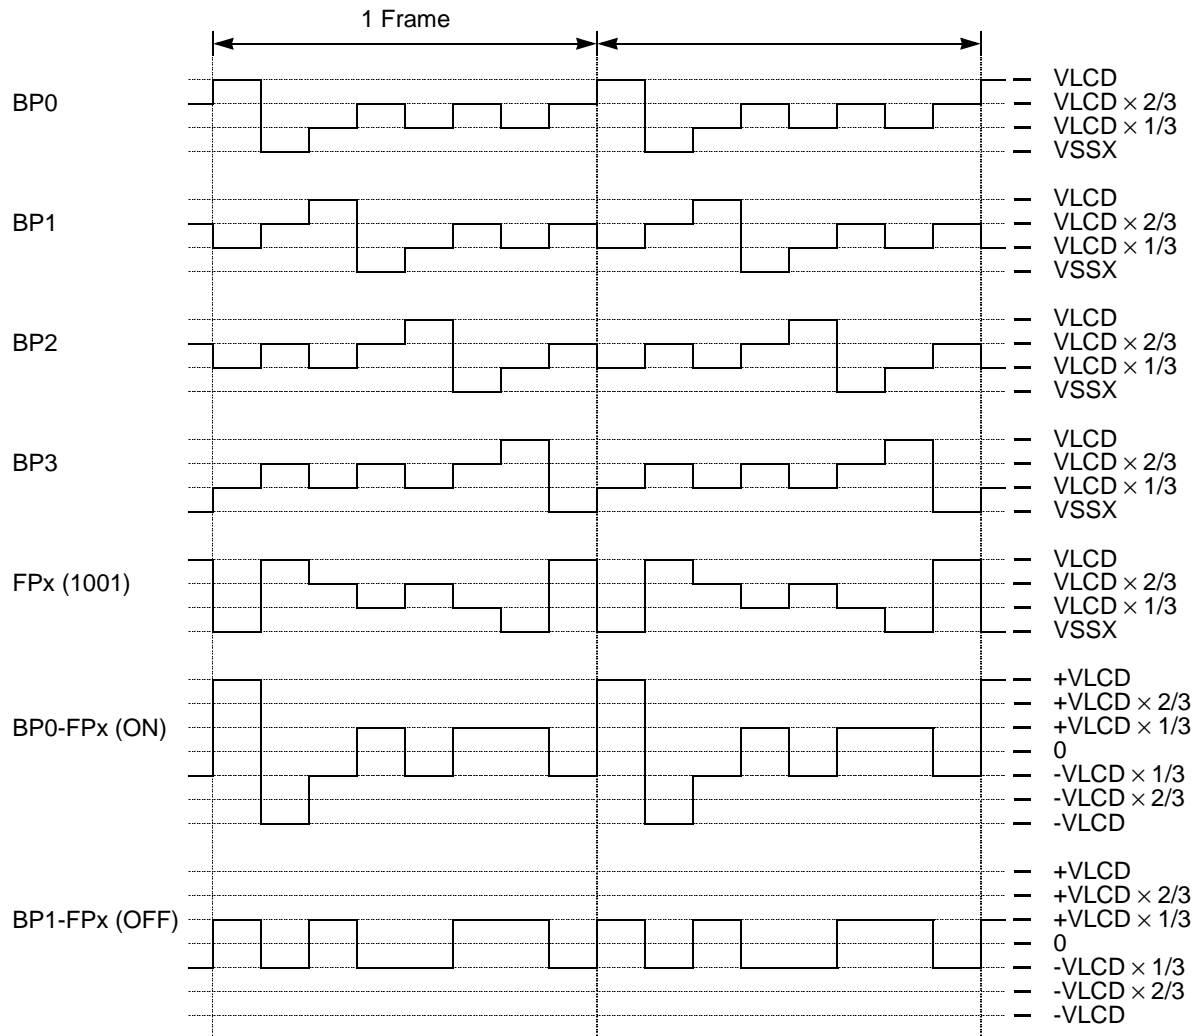 1 Frame
BP0
VLCD
VLCD × 2/3
VLCD × 1/3
VSSX
BP1
VLCD
VLCD × 2/3
VLCD × 1/3
VSSX
BP2
VLCD
VLCD × 2/3
VLCD × 1/3
VSSX
BP3
VLCD
VLCD × 2/3
VLCD × 1/3
VSSX
FPx (1001)
VLCD
VLCD × 2/3
VLCD × 1/3
VSSX
BP0-FPx (ON)
+VLCD
+VLCD × 2/3
+VLCD × 1/3
0
-VLCD × 1/3
-VLCD × 2/3
-VLCD
BP1-FPx (OFF)
+VLCD
+VLCD × 2/3
+VLCD × 1/3
0
-VLCD × 1/3
-VLCD × 2/3
-VLCD